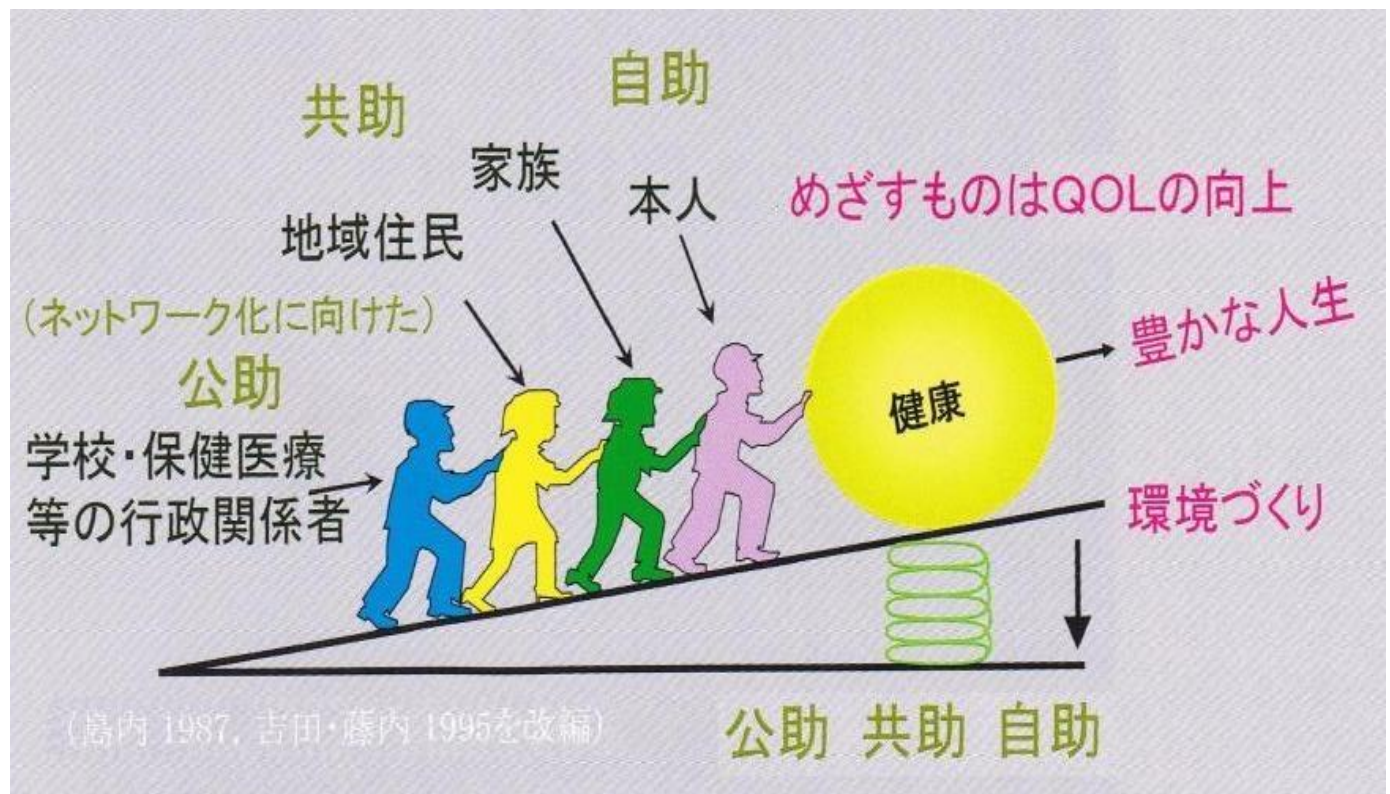 自助
共助
家族
本人
めざすものはQOLの向上
地域住民
(ネットワーク化に向けた)
公助
豊かな人生
健康
学校・保健医療
等の行政関係者
環境づくり
(島内 1987, 吉田・藤内 1995を改編)
公助 共助 自助